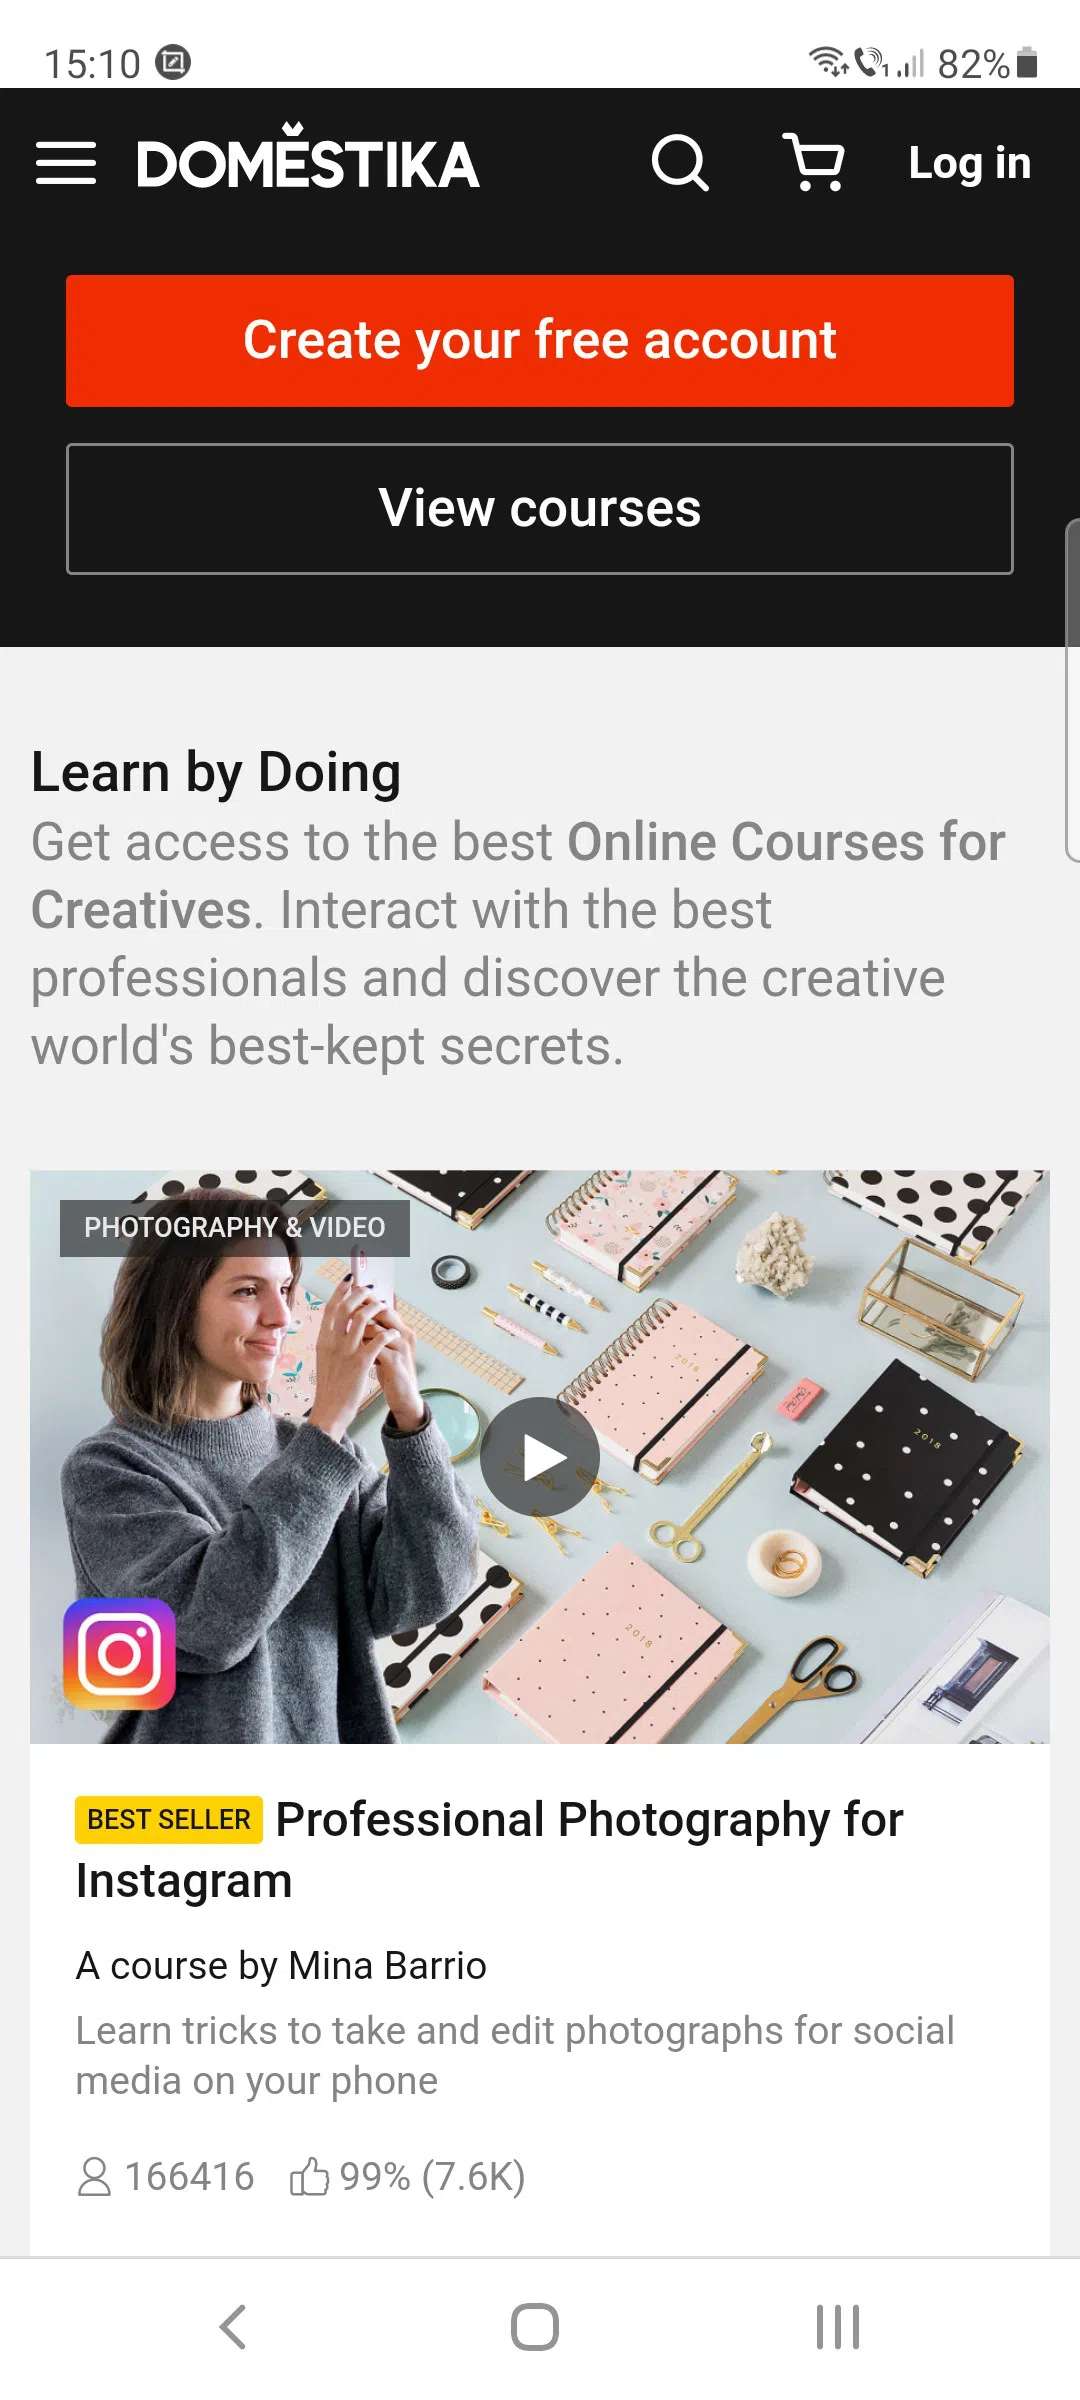 15:10
82%
DOMESTIKA
Log in
Create your free account
View courses
Learn by Doing
Get access to the best Online Courses for
Creatives. Interact with the best
professionals and discover the creative
world's best-kept secrets.
PHOTOGRAPHY & VIDEO
2018
2018
2018
BEST SELLER Professional Photography for
Instagram
A course by Mina Barrio
Learn tricks to take and edit photographs for social
media on your phone
166416 99% (7.6K)